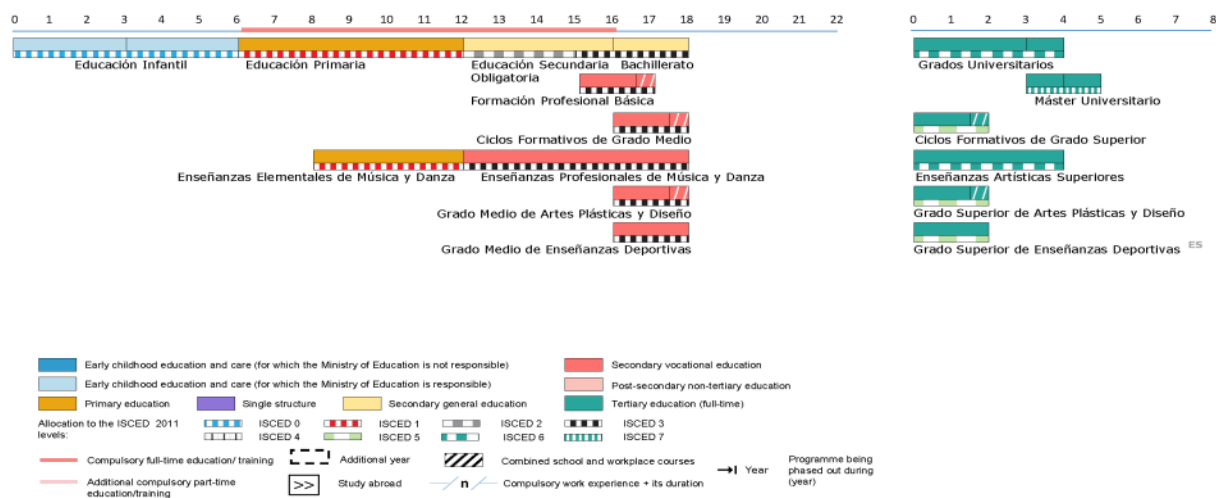 0 1 2 3 4 5 6 7 8 9 10 11 12 13 14 15 16 17 18 19 20 21 22
0 1 2 3 4 5 6 7 8
Educación Infantil
Educación Primaria
Educación Secundaria
Obligatoria
Bachillerato
Grados Universitarios
Formación Profesional Básica
Máster Universitario
Ciclos Formativos de Grado Medio
Ciclos Formativos de Grado Superior
Enseñanzas Elementales de Música y Danza
Enseñanzas Profesionales de Música y Danza
Enseñanzas Artísticas Superiores
Grado Medio de Artes Plásticas y Diseño
Grado Superior de Artes Plásticas y Diseño
Grado Medio de Enseñanzas Deportivas
Grado Superior de Enseñanzas Deportivas
ES
Early childhood education and care (for which the Ministry of Education is not responsible)
Secondary vocational education
Early childhood education and care (for which the Ministry of Education is responsible)
Post-secondary non-tertiary education
Primary education
Single structure
Secondary general education
Tertiary education (full-time)
Allocation to the ISCED 2011
levels:
ISCED 0
ISCED 1
ISCED 2
ISCED 3
ISCED 4
ISCED 5
ISCED 6
ISCED 7
Compulsory full-time education/ training
Additional year
Combined school and workplace courses
Year
Programme being
phased out during
(year)
Additional compulsory part-time
education/training
>>
Study abroad
n
Compulsory work experience + its duration